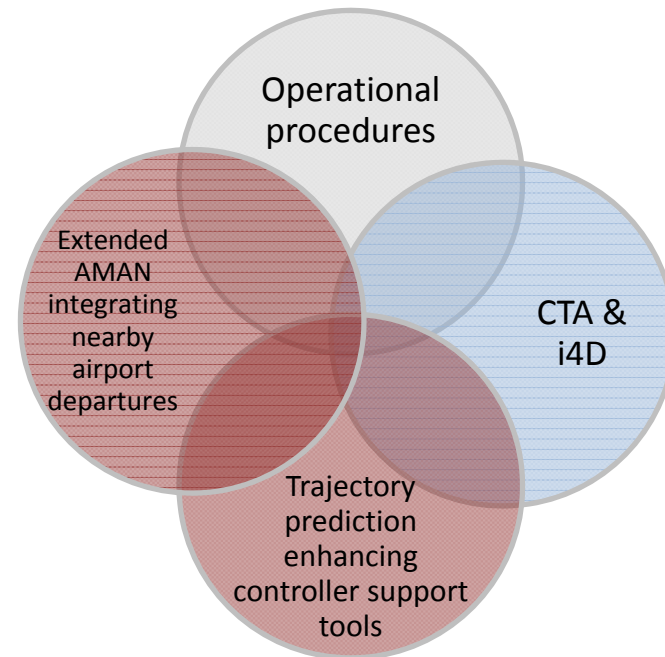 Operational
procedures
Extended
AMAN
integrating
nearby
airport
departures
CTA &
i4D
Trajectory
prediction
enhancing
controller support
tools